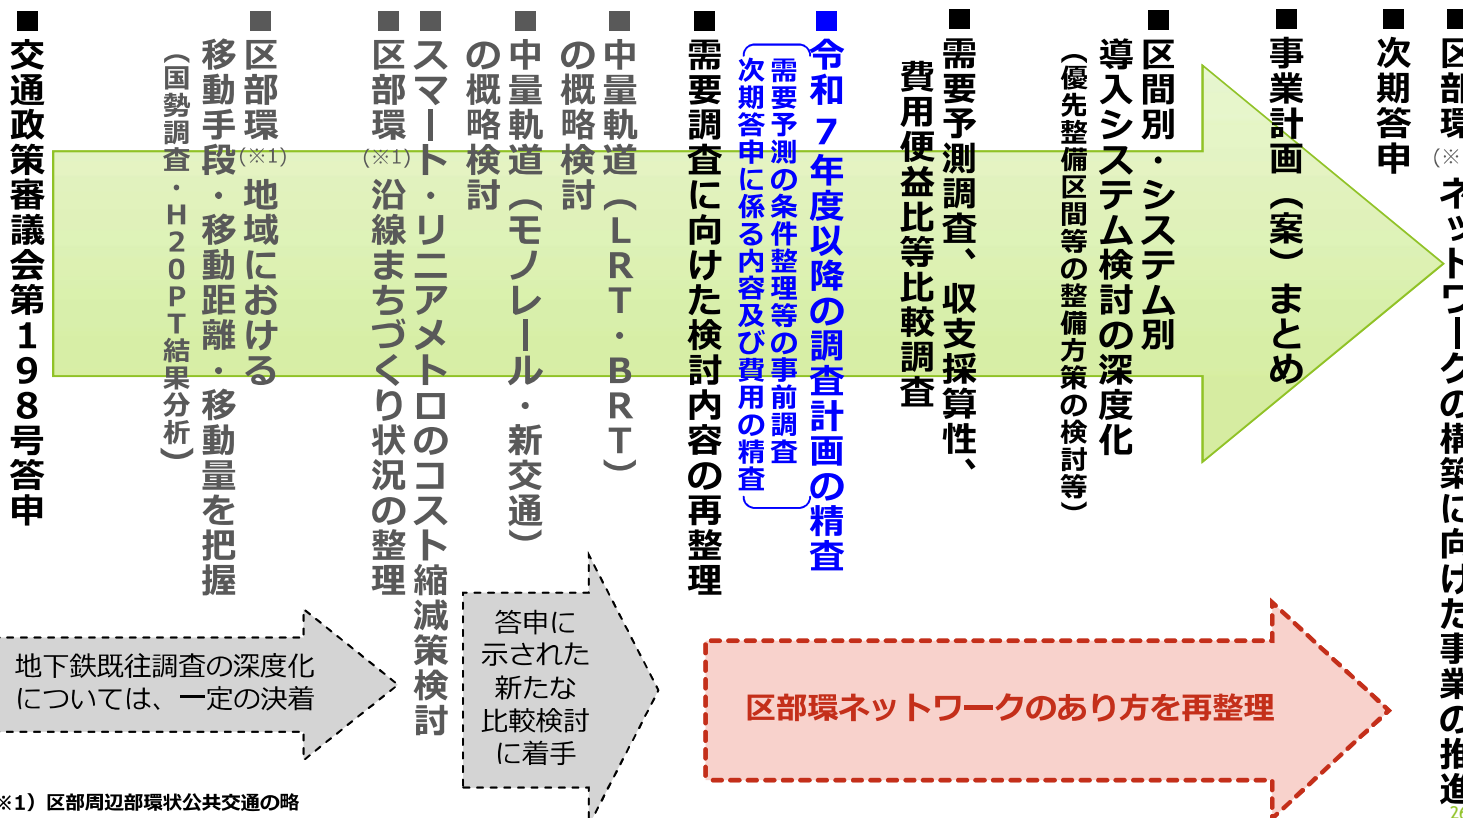 ■交通政策審議会第198号答申
■区部環(※1)地域における
移動手段・移動距離・移動量を把握
(国勢調査・H20PT結果分析)
■区部環(※1)沿線まちづくり状況の整理
■スマート・リニアメトロのコスト縮減策検討
■中量軌道(モノレール・新交通)
の概略検討
■中量軌道(LRT・BRT)
の概略検討
■需要調査に向けた検討内容の再整理
■令和7年度以降の調査計画の精査
需要予測の条件整理等の事前調査
次期答申に係る内容及び費用の精査
■需要予測調査、収支採算性、
費用便益比等比較調査
■区間別・システム別
導入システム検討の深度化
(優先整備区間等の整備方策の検討等)
■事業計画(案)まとめ
■次期答申
■区部環(※ネットワークの構築に向けた事業の推進
地下鉄既往調査の深度化
については、一定の決着
答申に
示された
新たな
比較検討
に着手
区部環ネットワークのあり方を再整理
※1)区部周辺部環状公共交通の略